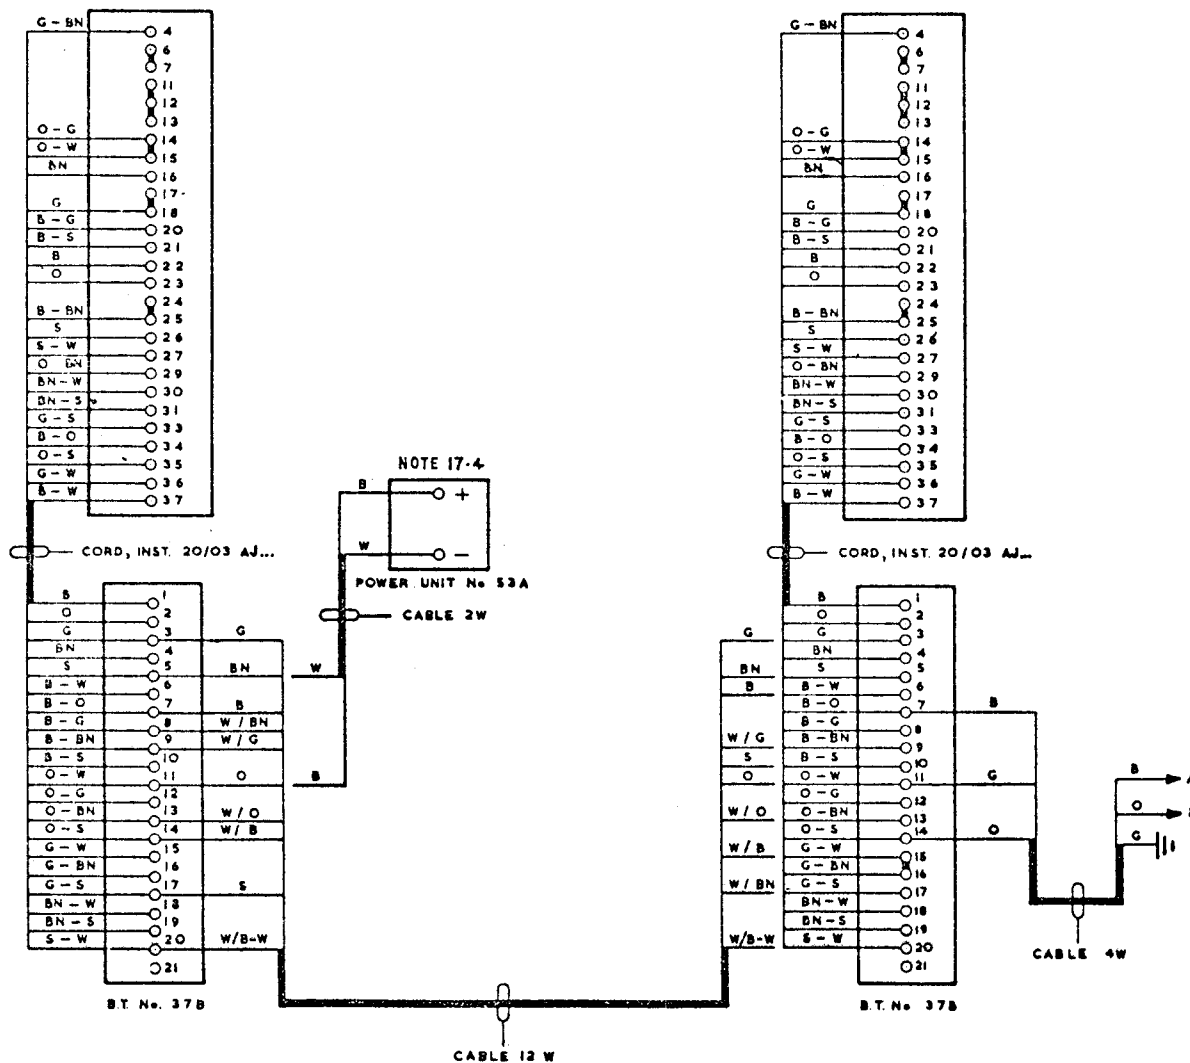 G-BN
4
6
7
11
12
13
O-G
14
O-W
15
BN
16
17
G
18
B-G
20
B-S
21
B
22
O
23
24
B-BN
25
S
26
S-W
27
O BN
29
BN-W
30
BN-S
31
G-S
33
B-O
34
O-S
35
G-W
36
B-W
37
CORD, INST. 20/03 AJ...
B
1
O
2
G
3
BN
4
S
5
B-W
6
B-O
7
B-G
8
B-BN
9
B-S
10
O-W
11
O-G
12
O-BN
13
O-S
14
G-W
15
G-BN
16
G-S
17
BN-W
18
BN-S
19
S-W
20
21
G
BN
B
W/BN
W/G
O
W/O
W/B
S
W/B-W
B.T. No. 37B
NOTE 17-4
B
+
W
-
POWER UNIT No 53A
CABLE 2W
W
B
CABLE 12 W
G-BN
4
6
7
11
12
13
O-G
14
O-W
15
BN
16
17
G
18
B-G
20
B-S
21
B
22
O
23
24
B-BN
25
S
26
S-W
27
O-BN
29
BN-W
30
BN-S
31
G-S
33
B-O
34
O-S
35
G-W
36
B-W
37
CORD, INST. 20/03 AJ...
G
BN
B
W/G
S
O
W/O
W/B
W/BN
W/B-W
B
1
O
2
G
3
BN
4
S
5
B-W
6
B-O
7
B-G
8
B-BN
9
B-S
10
O-W
11
O-G
12
O-BN
13
O-S
14
G-W
15
G-BN
16
G-S
17
BN-W
18
BN-S
19
S-W
20
21
B
G
O
B.T. No 37B
B
O
G
CABLE 4W